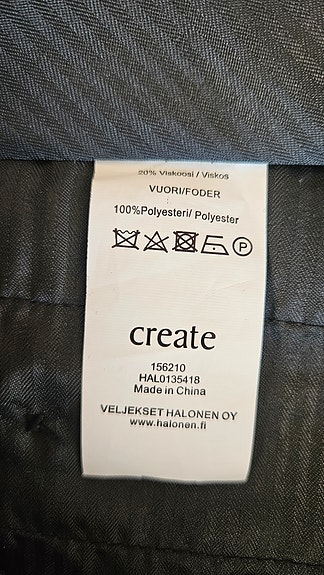 20% Viskoosi / Viskos
VUORI/FODER
100%Polyesteri/ Polyester
P
create
156210
HAL0135418
Made in China
VELJEKSET HALONEN OY
www.halonen.fi